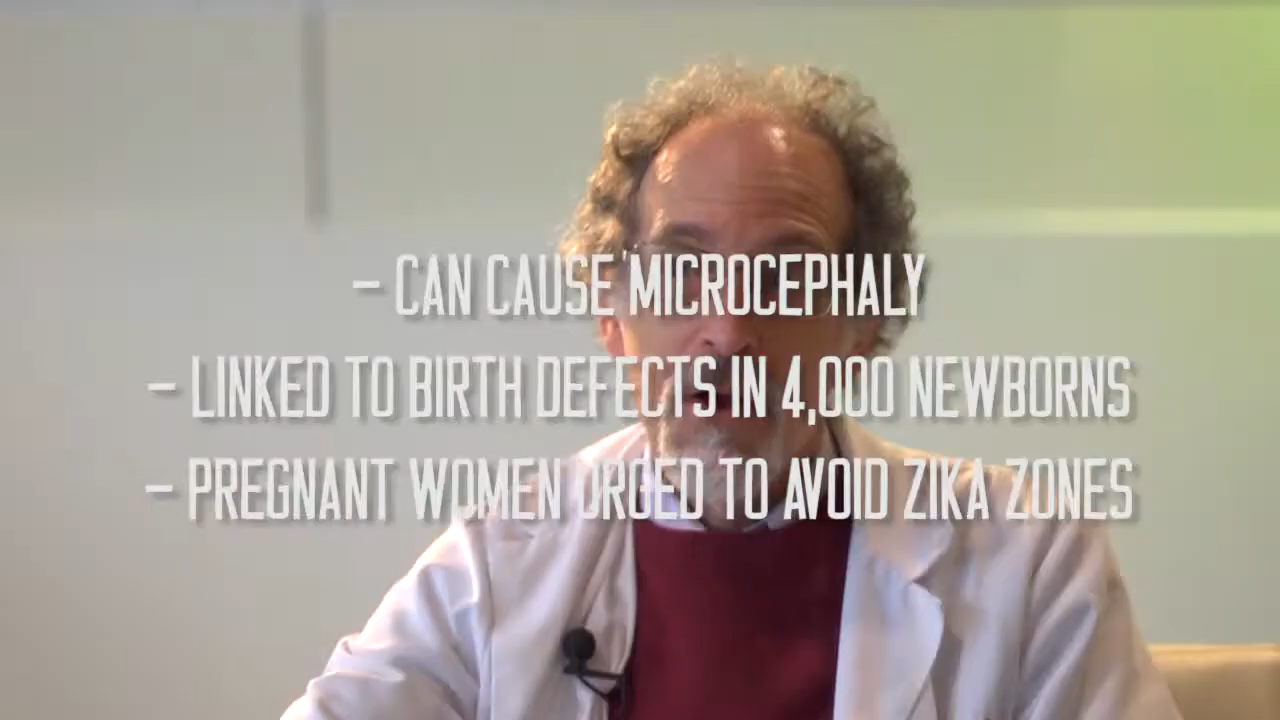 – CAN CAUSE MICROCEPHALY
– LINKED TO BIRTH DEFECTS IN 4,000 NEWBORNS
– PREGNANT WOMEN URGED TO AVOID ZIKA ZONES